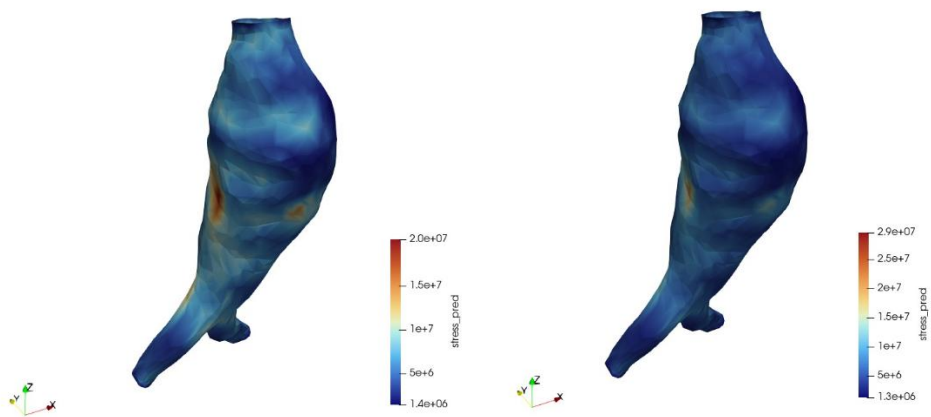 2.0e+07
1.5e+7
1e+7
5e+6
1.4e+06
stress_pred
Z
Y
X
2.9e+07
2.5e+7
2e+7
1.5e+7
1e+7
5e+6
1.3e+06
stress_pred
Z
Y
X